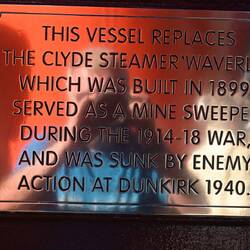 THIS VESSEL REPLACES
THE CLYDE STEAMER "WAVERL
WHICH WAS BUILT IN 1899
SERVED AS A MINE SWEEPE
DURING THE 1914-18 WAR,
AND WAS SUNK BY ENEMY
ACTION AT DUNKIRK 1940.